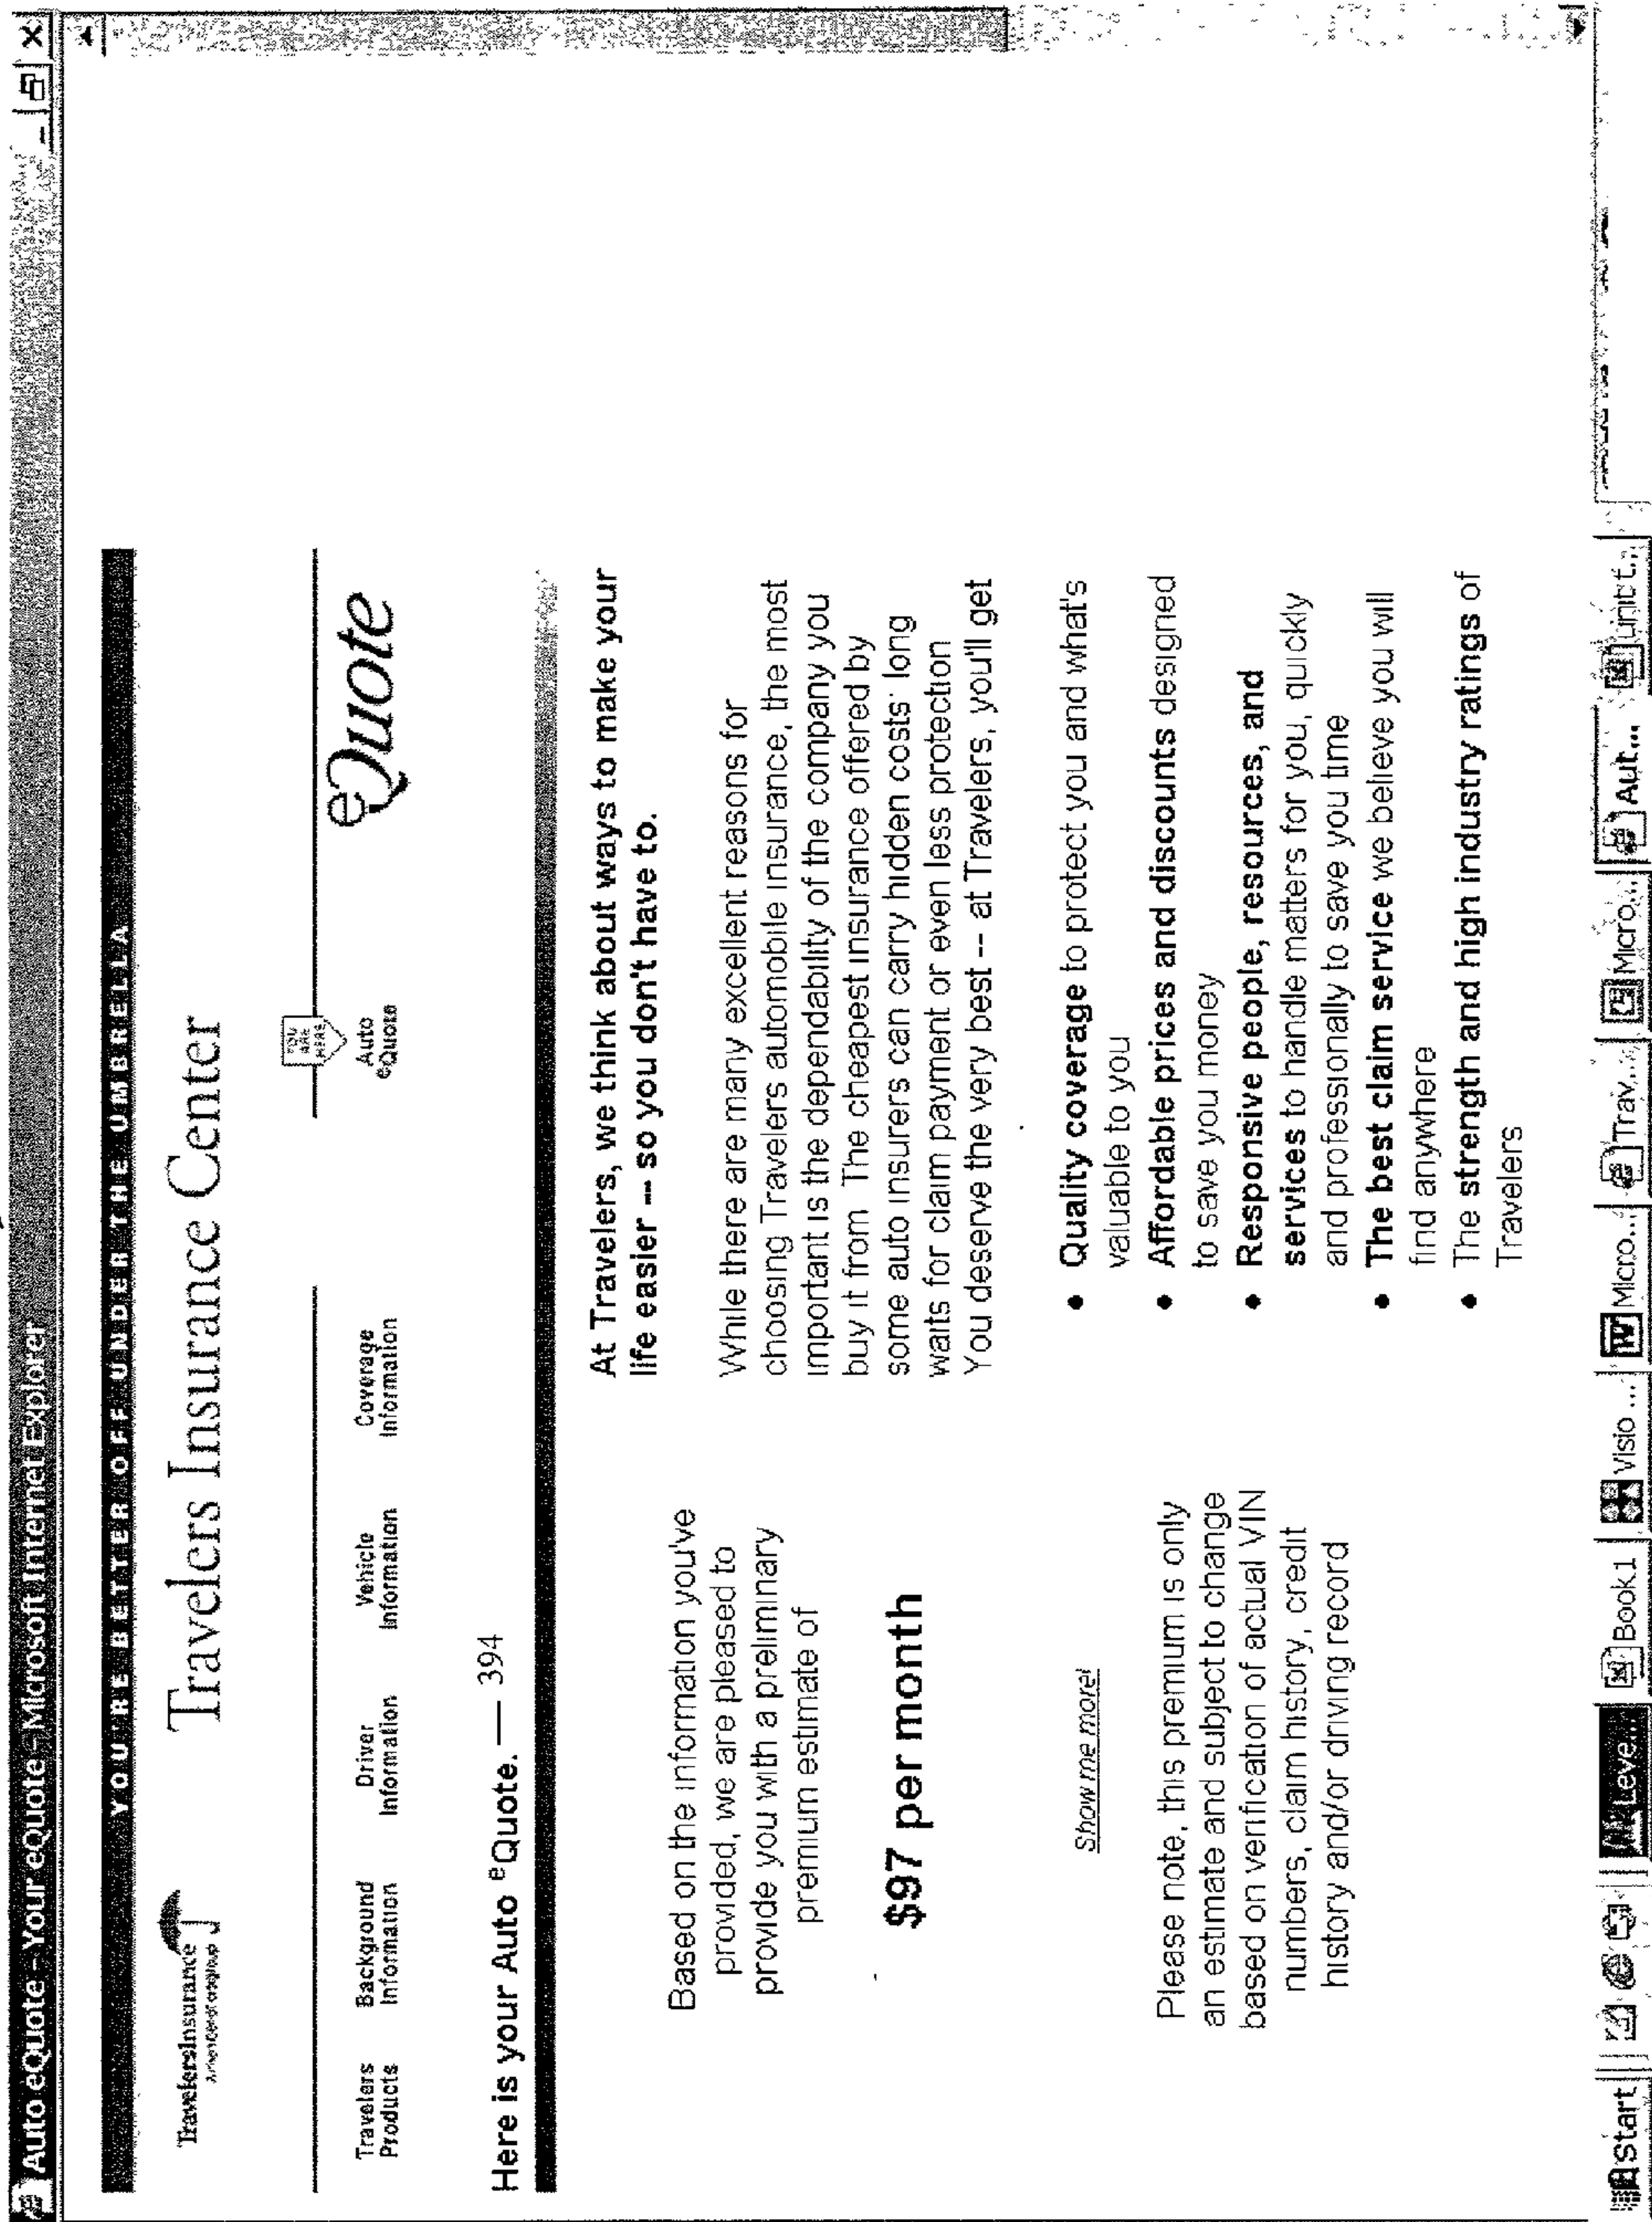 Auto eQuote - Your eQuote - Microsoft Internet Explorer
YOU'RE BETTER OFF UNDER THE UMBRELLA
TravelersInsurance
Travelers Insurance Center
YOU
ARE
HERE
Travelers
Products
Background
Information
Driver
Information
Vehicle
Information
Coverage
Information
Auto
eQuote
eQuote
Here is your Auto eQuote. — 394
Based on the information you've
provided, we are pleased to
provide you with a preliminary
premium estimate of
$97 per month
Show me more!
Please note, this premium is only
an estimate and subject to change
based on verification of actual VIN
numbers, claim history, credit
history and/or driving record
At Travelers, we think about ways to make your
life easier -- so you don't have to.
While there are many excellent reasons for
choosing Travelers automobile insurance, the most
important is the dependability of the company you
buy it from The cheapest insurance offered by
some auto insurers can carry hidden costs' long
waits for claim payment or even less protection
You deserve the very best -- at Travelers, you'll get
• Quality coverage to protect you and what's
valuable to you
• Affordable prices and discounts designed
to save you money
• Responsive people, resources, and
services to handle matters for you, quickly
and professionally to save you time
• The best claim service we believe you will
find anywhere
• The strength and high industry ratings of
Travelers
Start Leve... Book1 Visio ... Micro... Trav... Micro... Aut...